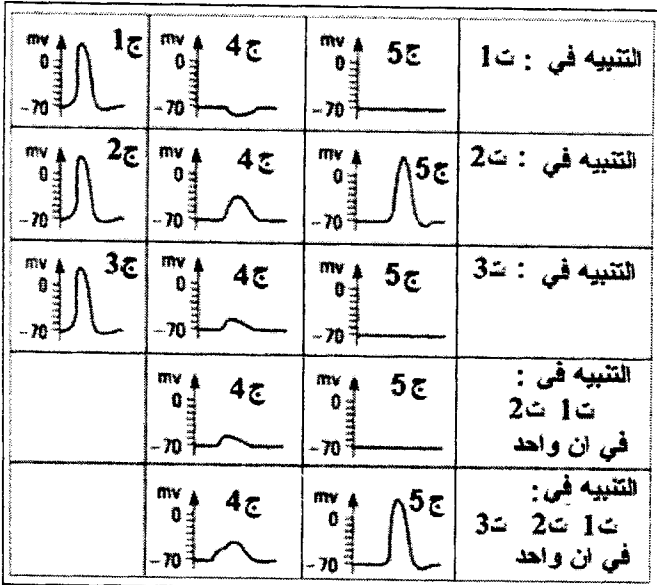 التنبيه في : ت1
ج5
mv
0
-70
ج4
mv
0
-70
ج1
mv
0
-70
التنبيه في : ت2
ج5
mv
0
-70
ج4
mv
0
-70
ج2
mv
0
-70
التنبيه في : ت3
ج5
mv
0
-70
ج4
mv
0
-70
ج3
mv
0
-70
التنبيه في :
ت1 ت2
في ان واحد
ج5
mv
0
-70
ج4
mv
0
-70
التنبيه في :
ت1 ت2 ت3
في ان واحد
ج5
mv
0
-70
ج4
mv
0
-70